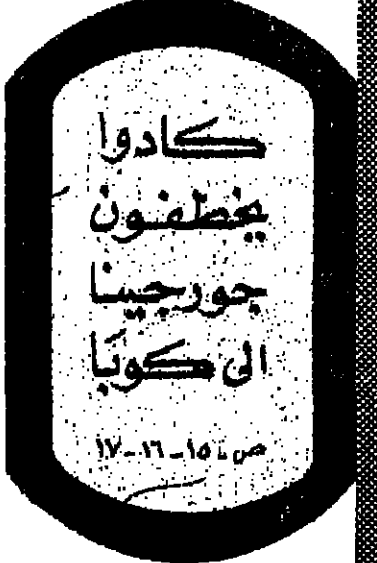 كادوا
يخطفون
جورجينا
الى كوبا
ص ـ ١٥ ـ ١٦ ـ ١٧